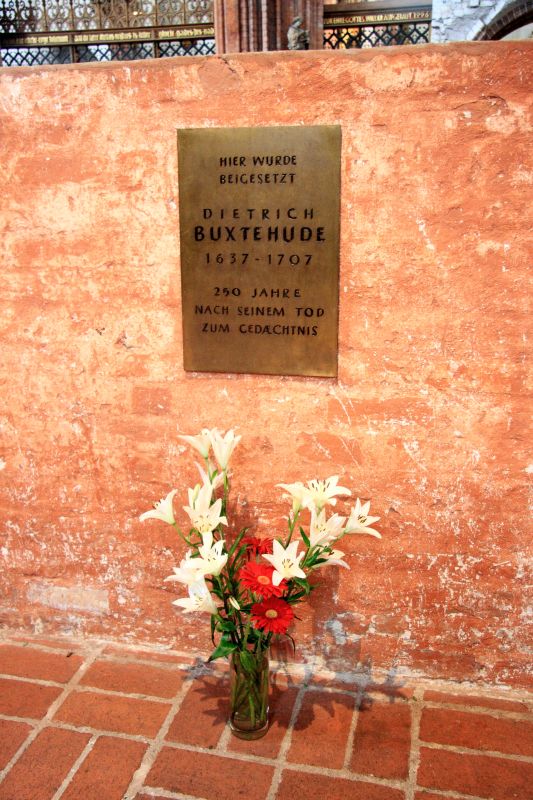 HIER WURDE
BEIGESETZT
DIETRICH
BUXTEHUDE
1637-1707
250 JAHRE
NACH SEINEM TOD
ZUM GEDÆCHTNIS